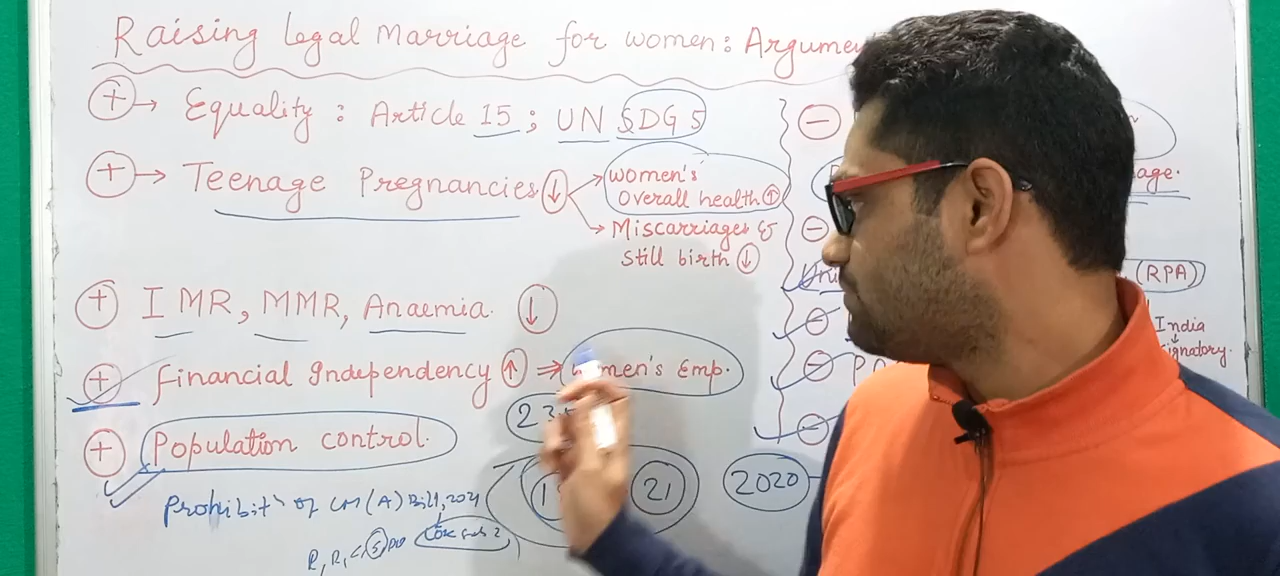 Raising legal Marriage for women: Argume
+ → Equality : Article 15 ; UN SDG 5
+ → Teenage Pregnancies ↓ → women's
overall health ↑
→ Miscarriages &
still birth ↓
+ IMR, MMR, Anaemia. ↓
+ financial Independency ↑ ⇒ women's Emp.
23
+ Population control.
21
Prohibit of CM(A) Bill, 2021
−
age.
−
(RPA)
−
India
↓
signatory.
−
−
2020